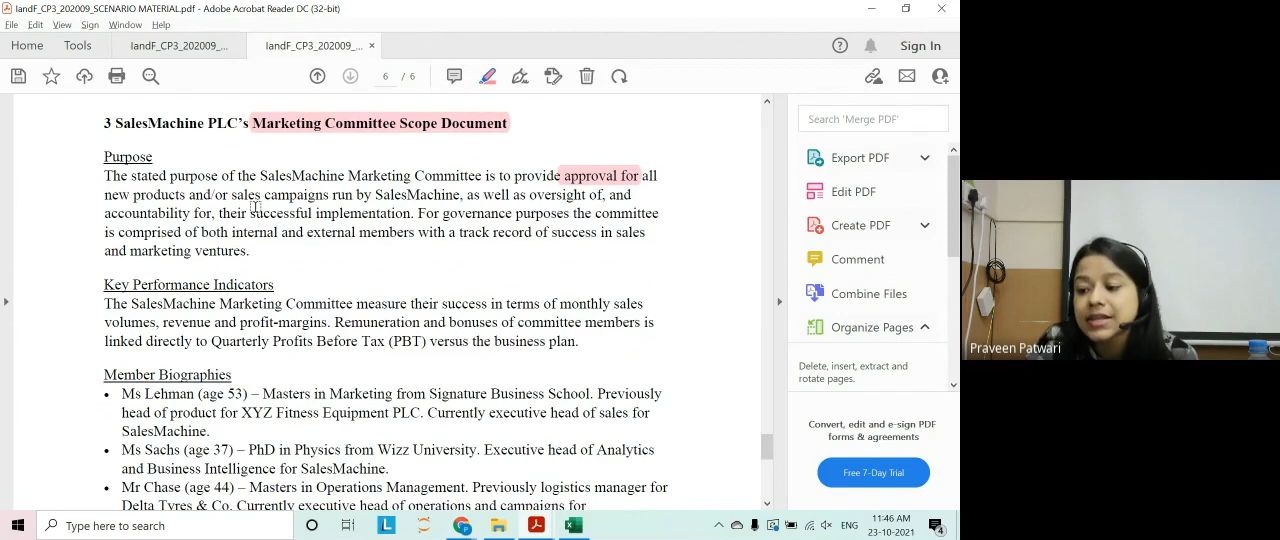 IandF_CP3_202009_SCENARIO MATERIAL.pdf - Adobe Acrobat Reader DC (32-bit)
File Edit View Sign Window Help
Home Tools IandF_CP3_202009_... IandF_CP3_202009_... × Sign In
6 / 6
3 SalesMachine PLC's Marketing Committee Scope Document
Purpose
The stated purpose of the SalesMachine Marketing Committee is to provide approval for all
new products and/or sales campaigns run by SalesMachine, as well as oversight of, and
accountability for, their successful implementation. For governance purposes the committee
is comprised of both internal and external members with a track record of success in sales
and marketing ventures.
Key Performance Indicators
The SalesMachine Marketing Committee measure their success in terms of monthly sales
volumes, revenue and profit-margins. Remuneration and bonuses of committee members is
linked directly to Quarterly Profits Before Tax (PBT) versus the business plan.
Member Biographies
• Ms Lehman (age 53) – Masters in Marketing from Signature Business School. Previously
head of product for XYZ Fitness Equipment PLC. Currently executive head of sales for
SalesMachine.
• Ms Sachs (age 37) – PhD in Physics from Wizz University. Executive head of Analytics
and Business Intelligence for SalesMachine.
• Mr Chase (age 44) – Masters in Operations Management. Previously logistics manager for
Delta Tyres & Co. Currently executive head of operations and campaigns for
Search 'Merge PDF'
Export PDF
Edit PDF
Create PDF
Comment
Combine Files
Organize Pages
Delete, insert, extract and
rotate pages.
Convert, edit and e-sign PDF
forms & agreements
Free 7-Day Trial
Praveen Patwari
Type here to search
L
ENG
11:46 AM
23-10-2021
4